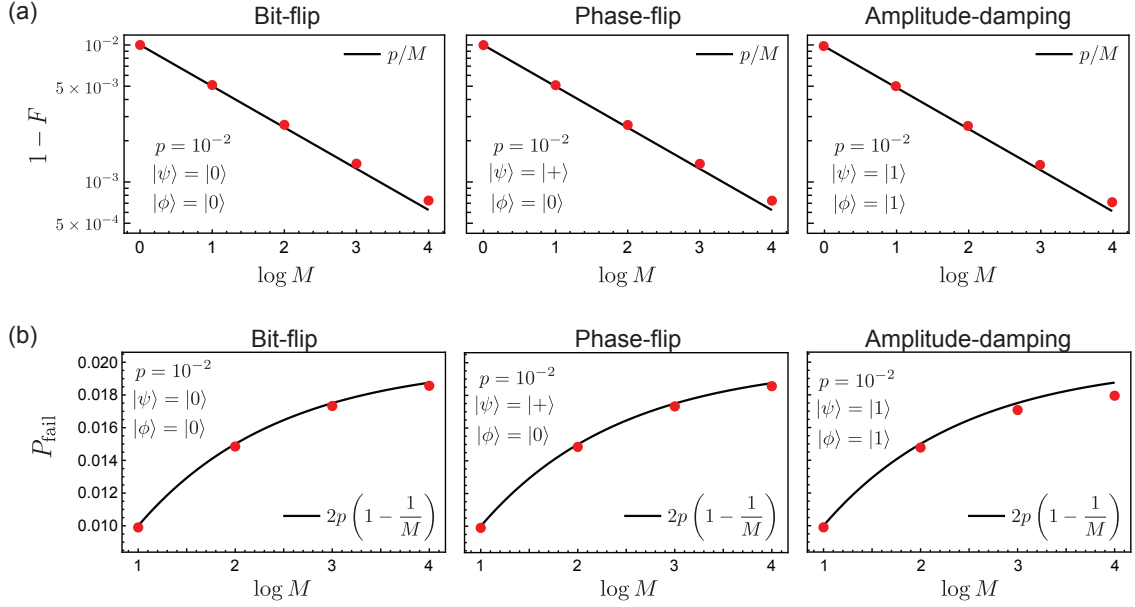 (a)
Bit-flip
Phase-flip
Amplitude-damping
1 − F
10⁻²
5 × 10⁻³
10⁻³
5 × 10⁻⁴
p/M
p = 10⁻²
|ψ⟩ = |0⟩
|ϕ⟩ = |0⟩
0 1 2 3 4
log M
p/M
p = 10⁻²
|ψ⟩ = |+⟩
|ϕ⟩ = |0⟩
0 1 2 3 4
log M
p/M
p = 10⁻²
|ψ⟩ = |1⟩
|ϕ⟩ = |1⟩
0 1 2 3 4
log M
(b)
Bit-flip
Phase-flip
Amplitude-damping
P_fail
0.020
0.018
0.016
0.014
0.012
0.010
p = 10⁻²
|ψ⟩ = |0⟩
|ϕ⟩ = |0⟩
2p (1 − 1/M)
1 2 3 4
log M
p = 10⁻²
|ψ⟩ = |+⟩
|ϕ⟩ = |0⟩
2p (1 − 1/M)
1 2 3 4
log M
p = 10⁻²
|ψ⟩ = |1⟩
|ϕ⟩ = |1⟩
2p (1 − 1/M)
1 2 3 4
log M